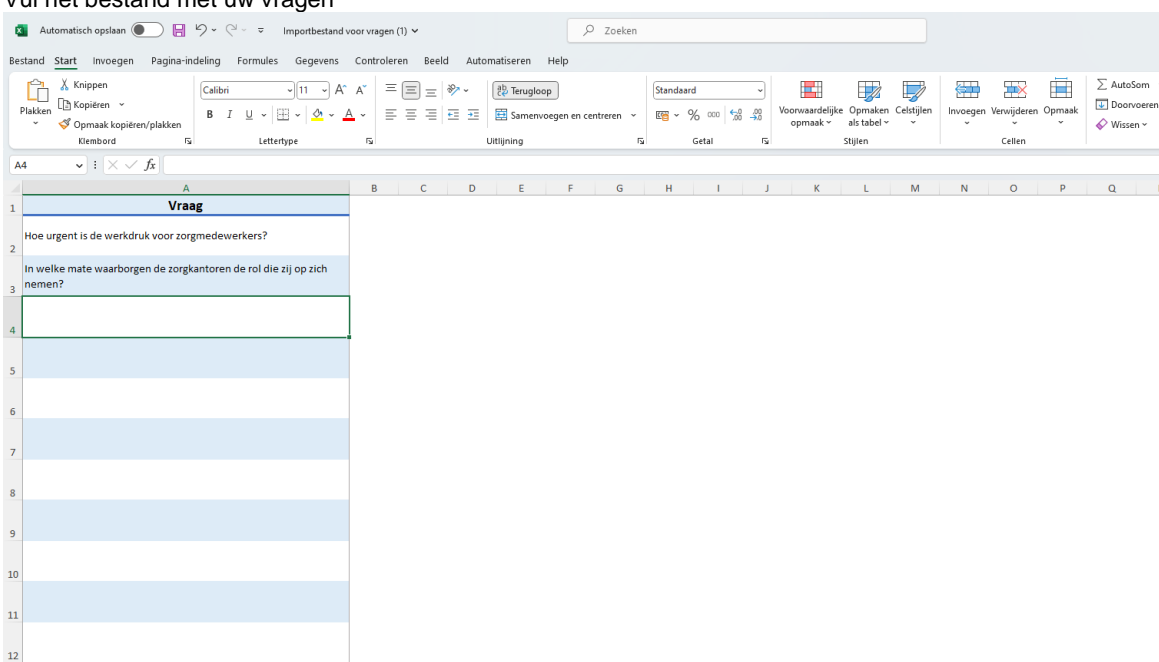 Vul het bestand met uw vragen
Automatisch opslaan
Importbestand voor vragen (1)
Zoeken
Bestand Start Invoegen Pagina-indeling Formules Gegevens Controleren Beeld Automatiseren Help
Plakken
Knippen
Kopiëren
Opmaak kopiëren/plakken
Klembord
Calibri 11 A^ A˅
B I U A
Lettertype
ab Terugloop
Samenvoegen en centreren
Uitlijning
Standaard
% 000
Getal
Voorwaardelijke opmaak
Opmaken als tabel
Celstijlen
Stijlen
Invoegen Verwijderen Opmaak
Cellen
∑ AutoSom
Doorvoeren
Wissen
A4 fx
A B C D E F G H I J K L M N O P Q
1 Vraag
2 Hoe urgent is de werkdruk voor zorgmedewerkers?
In welke mate waarborgen de zorgkantoren de rol die zij op zich
3 nemen?
4
5
6
7
8
9
10
11
12